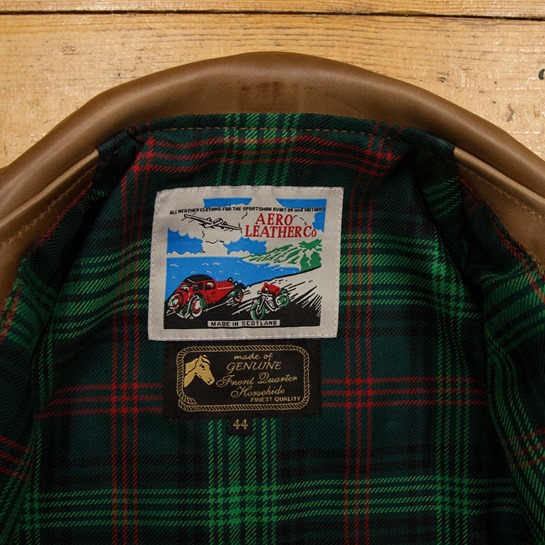 ALL WEATHER CLOTHING FOR THE SPORTSMAN AVIATOR and MOTORIST
AERO
LEATHER Co
MADE IN SCOTLAND
made of
GENUINE
Front Quarter
Horsehide
FINEST QUALITY
44